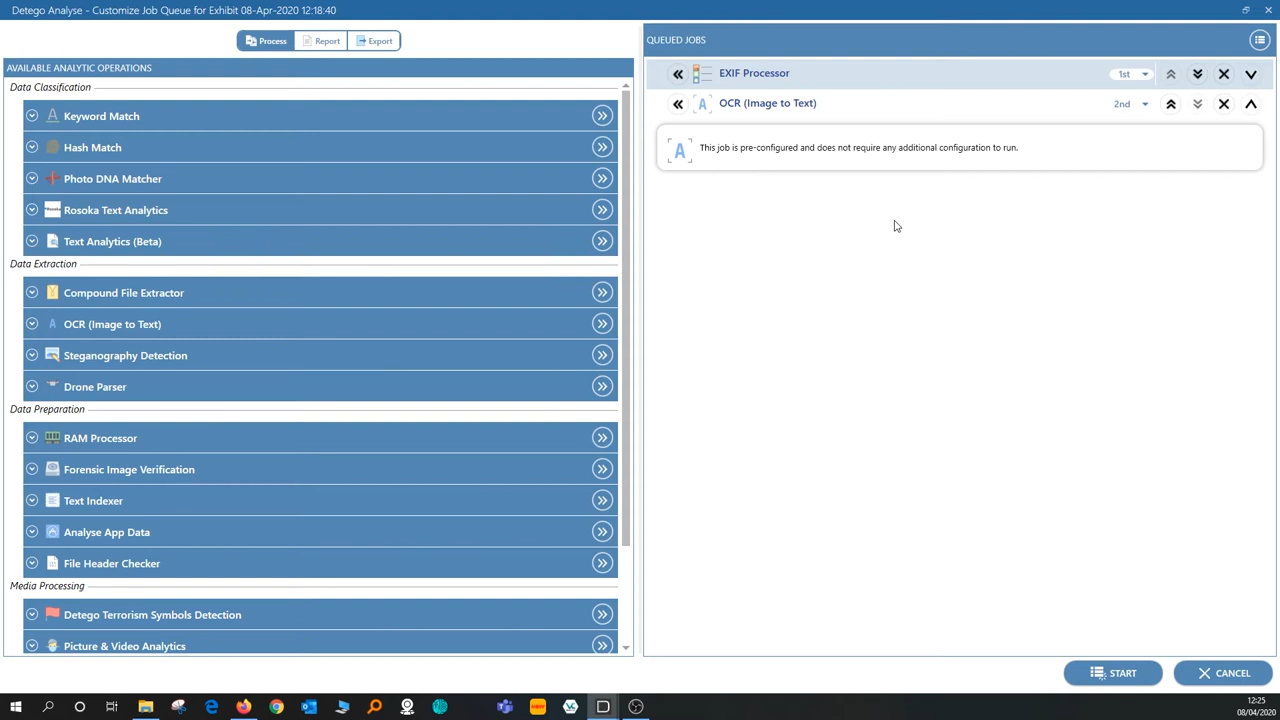 Detego Analyse - Customize Job Queue for Exhibit 08-Apr-2020 12:18:40
Process
Report
Export
AVAILABLE ANALYTIC OPERATIONS
Data Classification
Keyword Match
Hash Match
Photo DNA Matcher
Rosoka Text Analytics
Text Analytics (Beta)
Data Extraction
Compound File Extractor
A OCR (Image to Text)
Steganography Detection
Drone Parser
Data Preparation
RAM Processor
Forensic Image Verification
Text Indexer
Analyse App Data
File Header Checker
Media Processing
Detego Terrorism Symbols Detection
Picture & Video Analytics
QUEUED JOBS
EXIF Processor 1st
A OCR (Image to Text) 2nd
A This job is pre-configured and does not require any additional configuration to run.
START
CANCEL
12:25
08/04/2020